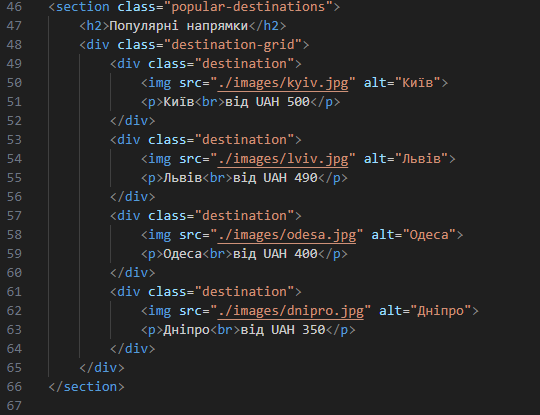 46 <section class="popular-destinations">
47     <h2>Популярні напрямки</h2>
48     <div class="destination-grid">
49         <div class="destination">
50             <img src="./images/kyiv.jpg" alt="Київ">
51             <p>Київ<br>від UAH 500</p>
52         </div>
53         <div class="destination">
54             <img src="./images/lviv.jpg" alt="Львів">
55             <p>Львів<br>від UAH 490</p>
56         </div>
57         <div class="destination">
58             <img src="./images/odesa.jpg" alt="Одеса">
59             <p>Одеса<br>від UAH 400</p>
60         </div>
61         <div class="destination">
62             <img src="./images/dnipro.jpg" alt="Дніпро">
63             <p>Дніпро<br>від UAH 350</p>
64         </div>
65     </div>
66 </section>
67